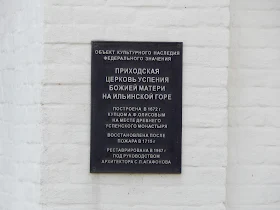 ОБЪЕКТ КУЛЬТУРНОГО НАСЛЕДИЯ
ФЕДЕРАЛЬНОГО ЗНАЧЕНИЯ
ПРИХОДСКАЯ
ЦЕРКОВЬ УСПЕНИЯ
БОЖИЕЙ МАТЕРИ
НА ИЛЬИНСКОЙ ГОРЕ
ПОСТРОЕНА В 1672 г
КУПЦОМ А.Ф.ОЛИСОВЫМ
НА МЕСТЕ ДРЕВНЕГО
УСПЕНСКОГО МОНАСТЫРЯ
ВОССТАНОВЛЕНА ПОСЛЕ
ПОЖАРА В 1715 г
РЕСТАВРИРОВАНА В 1967 г
ПОД РУКОВОДСТВОМ
АРХИТЕКТОРА С.Л.АГАФОНОВА